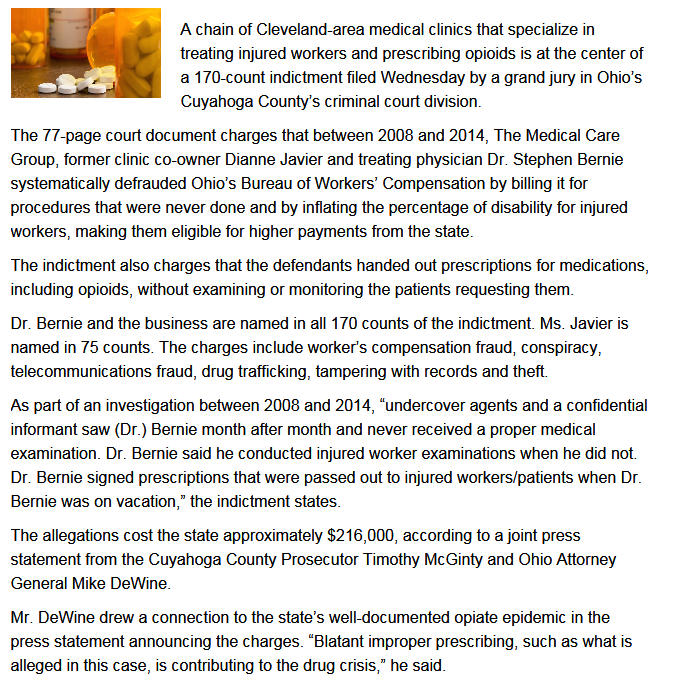 A chain of Cleveland-area medical clinics that specialize in
treating injured workers and prescribing opioids is at the center of
a 170-count indictment filed Wednesday by a grand jury in Ohio’s
Cuyahoga County’s criminal court division.
The 77-page court document charges that between 2008 and 2014, The Medical Care
Group, former clinic co-owner Dianne Javier and treating physician Dr. Stephen Bernie
systematically defrauded Ohio’s Bureau of Workers’ Compensation by billing it for
procedures that were never done and by inflating the percentage of disability for injured
workers, making them eligible for higher payments from the state.
The indictment also charges that the defendants handed out prescriptions for medications,
including opioids, without examining or monitoring the patients requesting them.
Dr. Bernie and the business are named in all 170 counts of the indictment. Ms. Javier is
named in 75 counts. The charges include worker’s compensation fraud, conspiracy,
telecommunications fraud, drug trafficking, tampering with records and theft.
As part of an investigation between 2008 and 2014, “undercover agents and a confidential
informant saw (Dr.) Bernie month after month and never received a proper medical
examination. Dr. Bernie said he conducted injured worker examinations when he did not.
Dr. Bernie signed prescriptions that were passed out to injured workers/patients when Dr.
Bernie was on vacation,” the indictment states.
The allegations cost the state approximately $216,000, according to a joint press
statement from the Cuyahoga County Prosecutor Timothy McGinty and Ohio Attorney
General Mike DeWine.
Mr. DeWine drew a connection to the state’s well-documented opiate epidemic in the
press statement announcing the charges. “Blatant improper prescribing, such as what is
alleged in this case, is contributing to the drug crisis,” he said.